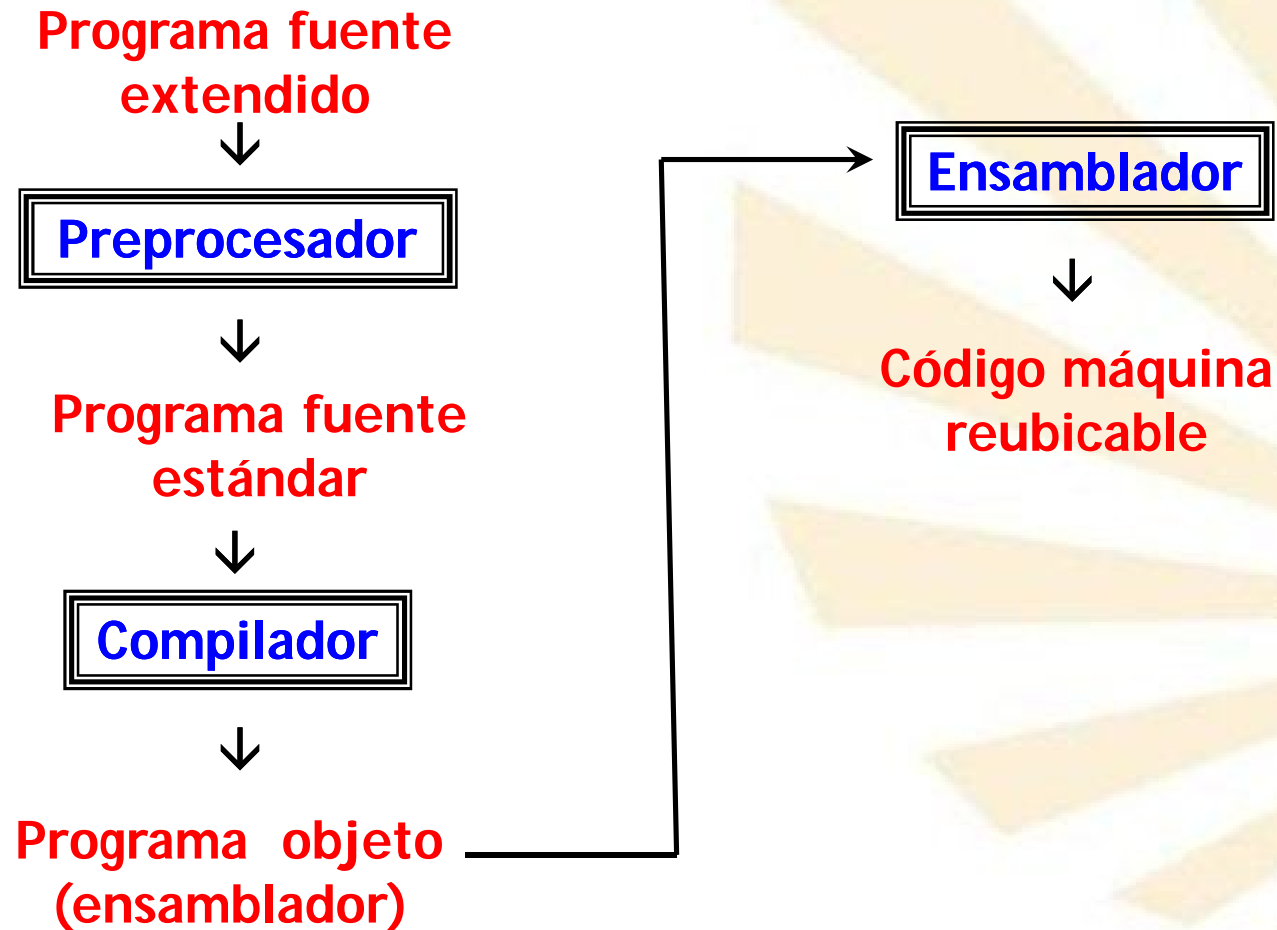 Programa fuente
extendido
Preprocesador
Programa fuente
estándar
Compilador
Programa objeto
(ensamblador)
Ensamblador
Código máquina
reubicable